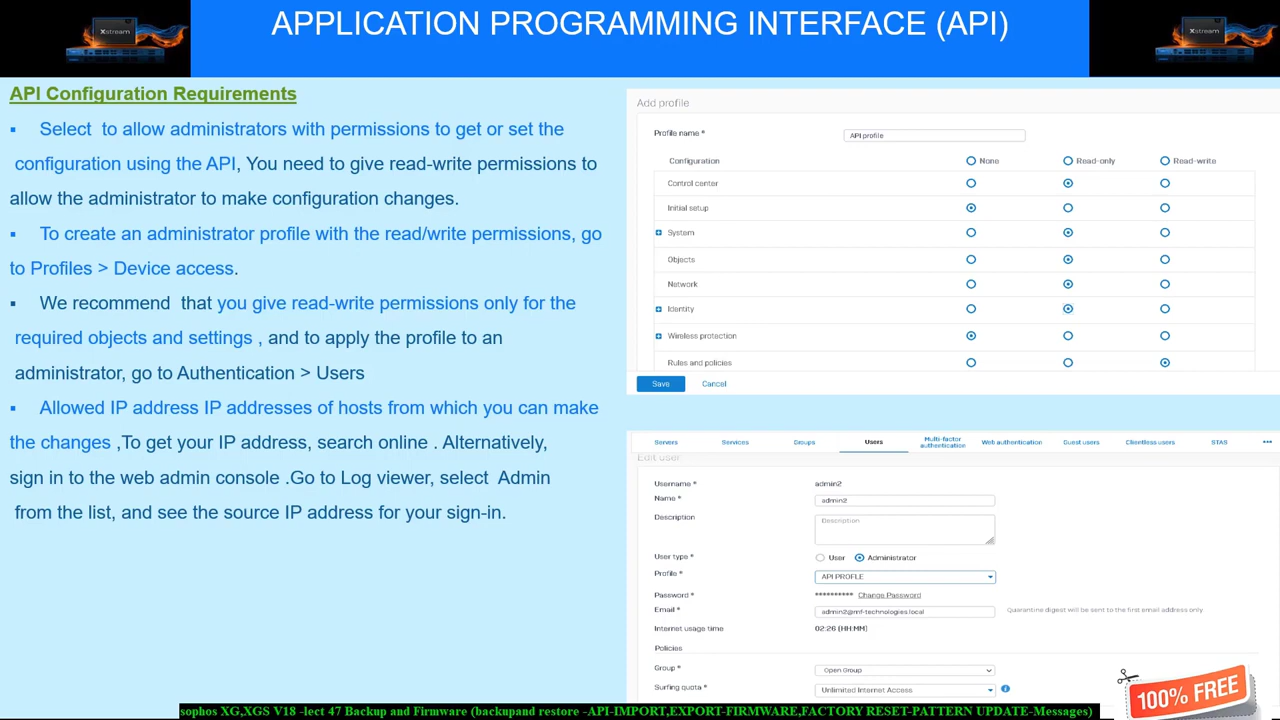 Xstream
APPLICATION PROGRAMMING INTERFACE (API)
Xstream
API Configuration Requirements
▪ Select to allow administrators with permissions to get or set the
configuration using the API, You need to give read-write permissions to
allow the administrator to make configuration changes.
▪ To create an administrator profile with the read/write permissions, go
to Profiles > Device access.
▪ We recommend that you give read-write permissions only for the
required objects and settings , and to apply the profile to an
administrator, go to Authentication > Users
▪ Allowed IP address IP addresses of hosts from which you can make
the changes ,To get your IP address, search online . Alternatively,
sign in to the web admin console .Go to Log viewer, select Admin
from the list, and see the source IP address for your sign-in.
Add profile
Profile name * API profile
Configuration None Read-only Read-write
Control center
Initial setup
System
Objects
Network
Identity
Wireless protection
Rules and policies
Save Cancel
Servers Services Groups Users Multi-factor authentication Web authentication Guest users Clientless users STAS •••
Edit user
Username * admin2
Name * admin2
Description Description
User type * User Administrator
Profile * API PROFLE
Password * ********** Change Password
Email * admin2@mf-technologies.local Quarantine digest will be sent to the first email address only
Internet usage time 02:26 (HH:MM)
Policies
Group * Open Group
Surfing quota * Unlimited Internet Access
100% FREE
sophos XG,XGS V18 -lect 47 Backup and Firmware (backupand restore -API-IMPORT,EXPORT-FIRMWARE,FACTORY RESET-PATTERN UPDATE-Messages)